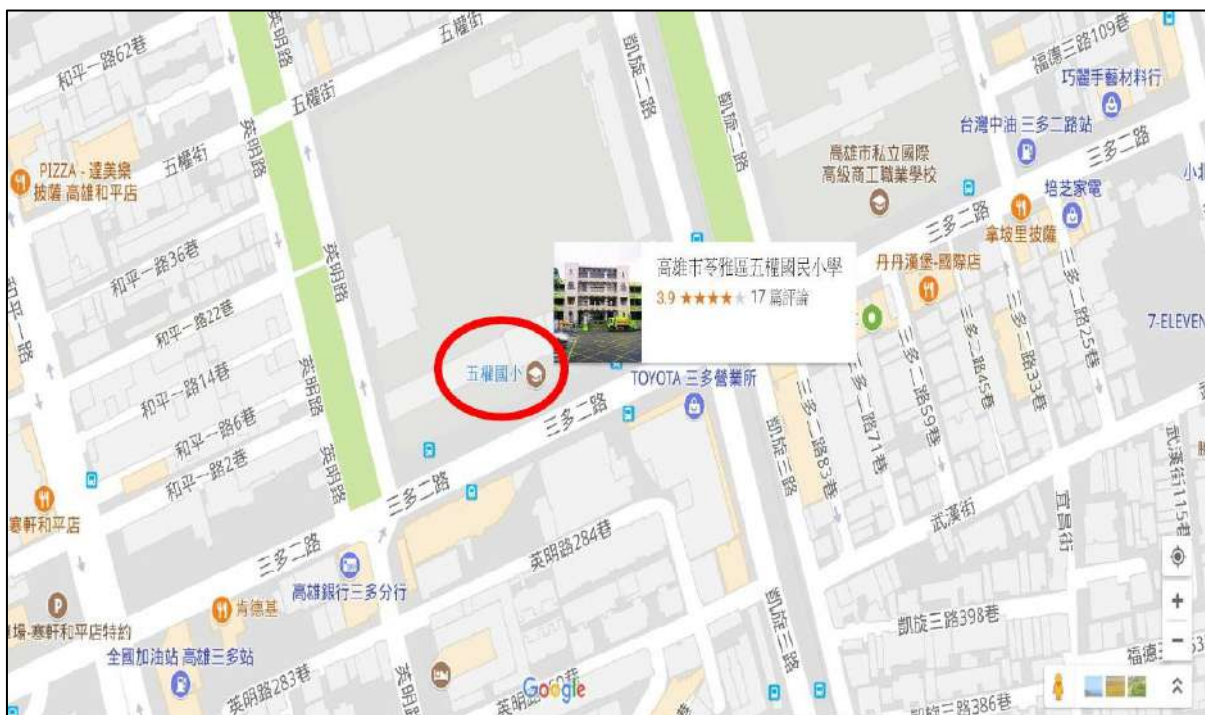 和平一路62巷
英明路
五權街
五權街
五權街
凱旋二路
凱旋二路
福德三路109巷
巧麗手藝材料行
台灣中油 三多二路站
三多二路
PIZZA - 達美樂
披薩 高雄和平店
英明路
高雄市私立國際
高級商工職業學校
培芝家電
小北
拿坡里披薩
三多二路
和平一路36巷
英明路
高雄市苓雅區五權國民小學
3.9 ★★★★★ 17 篇評論
丹丹漢堡-國際店
和平一路
和平一路22巷
7-ELEVEN
五權國小
TOYOTA 三多營業所
和平一路14巷
英明路
三多二路
三多二路25巷
三多二路33巷
三多二路45巷
三多二路59巷
三多二路71巷
三多二路83巷
凱旋三路
和平一路6巷
和平一路2巷
英明路
三多二路
武漢街
武漢街115巷
宜昌街
寒軒和平店
三多二路
英明路284巷
高雄銀行三多分行
肯德基
場-寒軒和平店特約
凱旋三路
凱旋三路398巷
全國加油站 高雄三多站
英明路
福德三
英明路283巷
Google
凱旋三路386巷